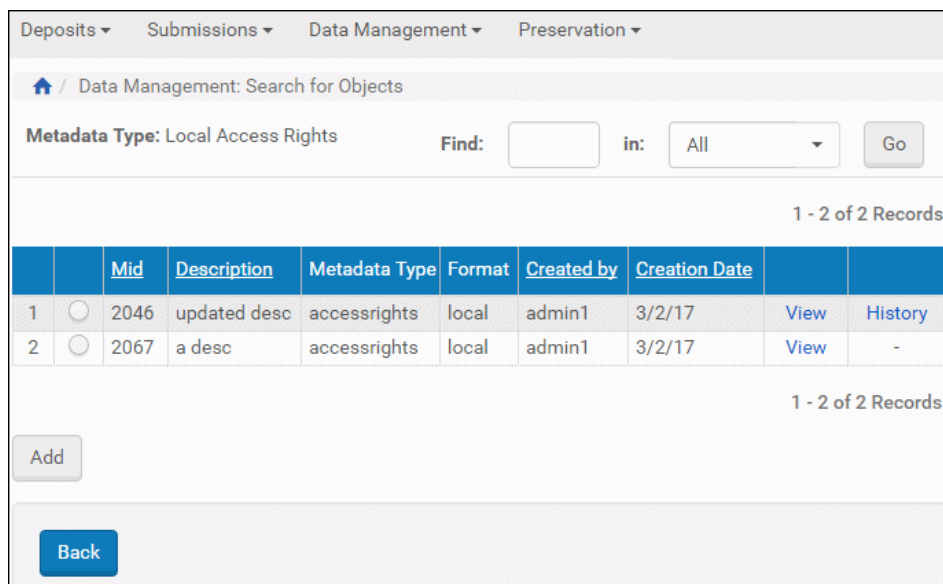 Deposits Submissions Data Management Preservation
/ Data Management: Search for Objects
Metadata Type: Local Access Rights Find: in: All Go
1 - 2 of 2 Records
Mid Description Metadata Type Format Created by Creation Date
1 2046 updated desc accessrights local admin1 3/2/17 View History
2 2067 a desc accessrights local admin1 3/2/17 View -
1 - 2 of 2 Records
Add
Back